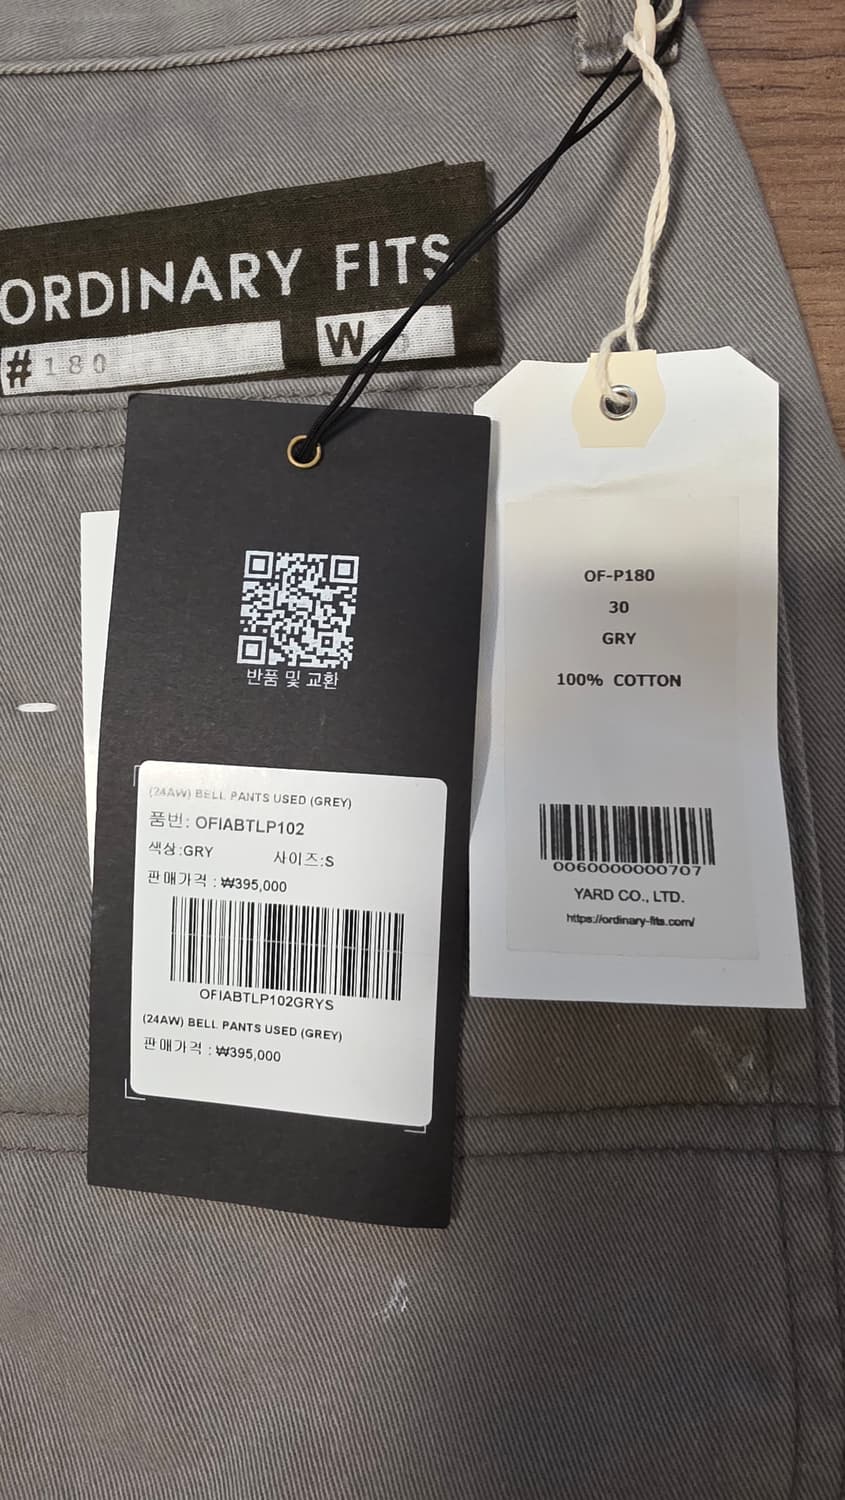 ORDINARY FITS
# 180
W
반품 및 교환
(24AW) BELL PANTS USED (GREY)
품번: OFIABTLP102
색상:GRY 사이즈:S
판매가격 : ₩395,000
OFIABTLP102GRYS
(24AW) BELL PANTS USED (GREY)
판매가격 : ₩395,000
OF-P180
30
GRY
100% COTTON
0060000000707
YARD CO., LTD.
https://ordinary-fits.com/